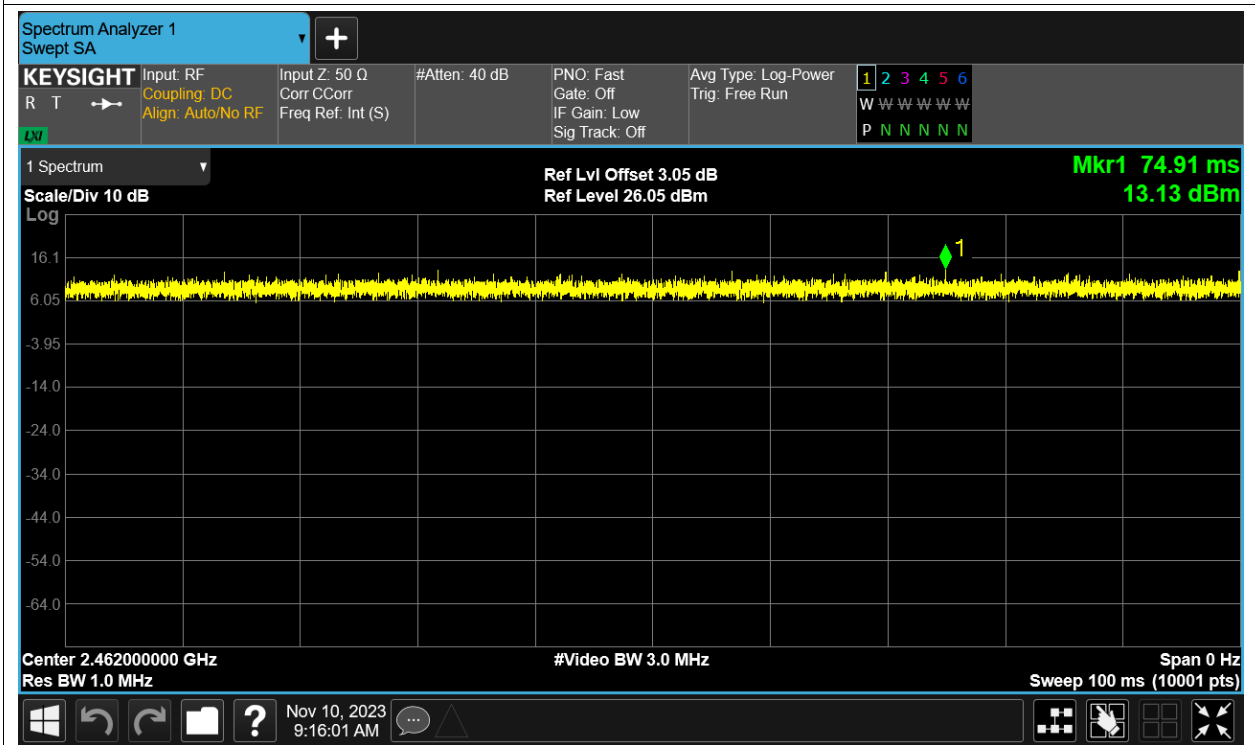 Spectrum Analyzer 1
Swept SA
KEYSIGHT
R T
LXI
Input: RF
Coupling: DC
Align: Auto/No RF
Input Z: 50 Ω
Corr CCorr
Freq Ref: Int (S)
#Atten: 40 dB
PNO: Fast
Gate: Off
IF Gain: Low
Sig Track: Off
Avg Type: Log-Power
Trig: Free Run
1 2 3 4 5 6
W W W W W W
P N N N N N
1 Spectrum
Scale/Div 10 dB
Ref Lvl Offset 3.05 dB
Ref Level 26.05 dBm
Mkr1 74.91 ms
13.13 dBm
Log
1
16.1
6.05
-3.95
-14.0
-24.0
-34.0
-44.0
-54.0
-64.0
Center 2.462000000 GHz
#Video BW 3.0 MHz
Span 0 Hz
Res BW 1.0 MHz
Sweep 100 ms (10001 pts)
?
Nov 10, 2023
9:16:01 AM